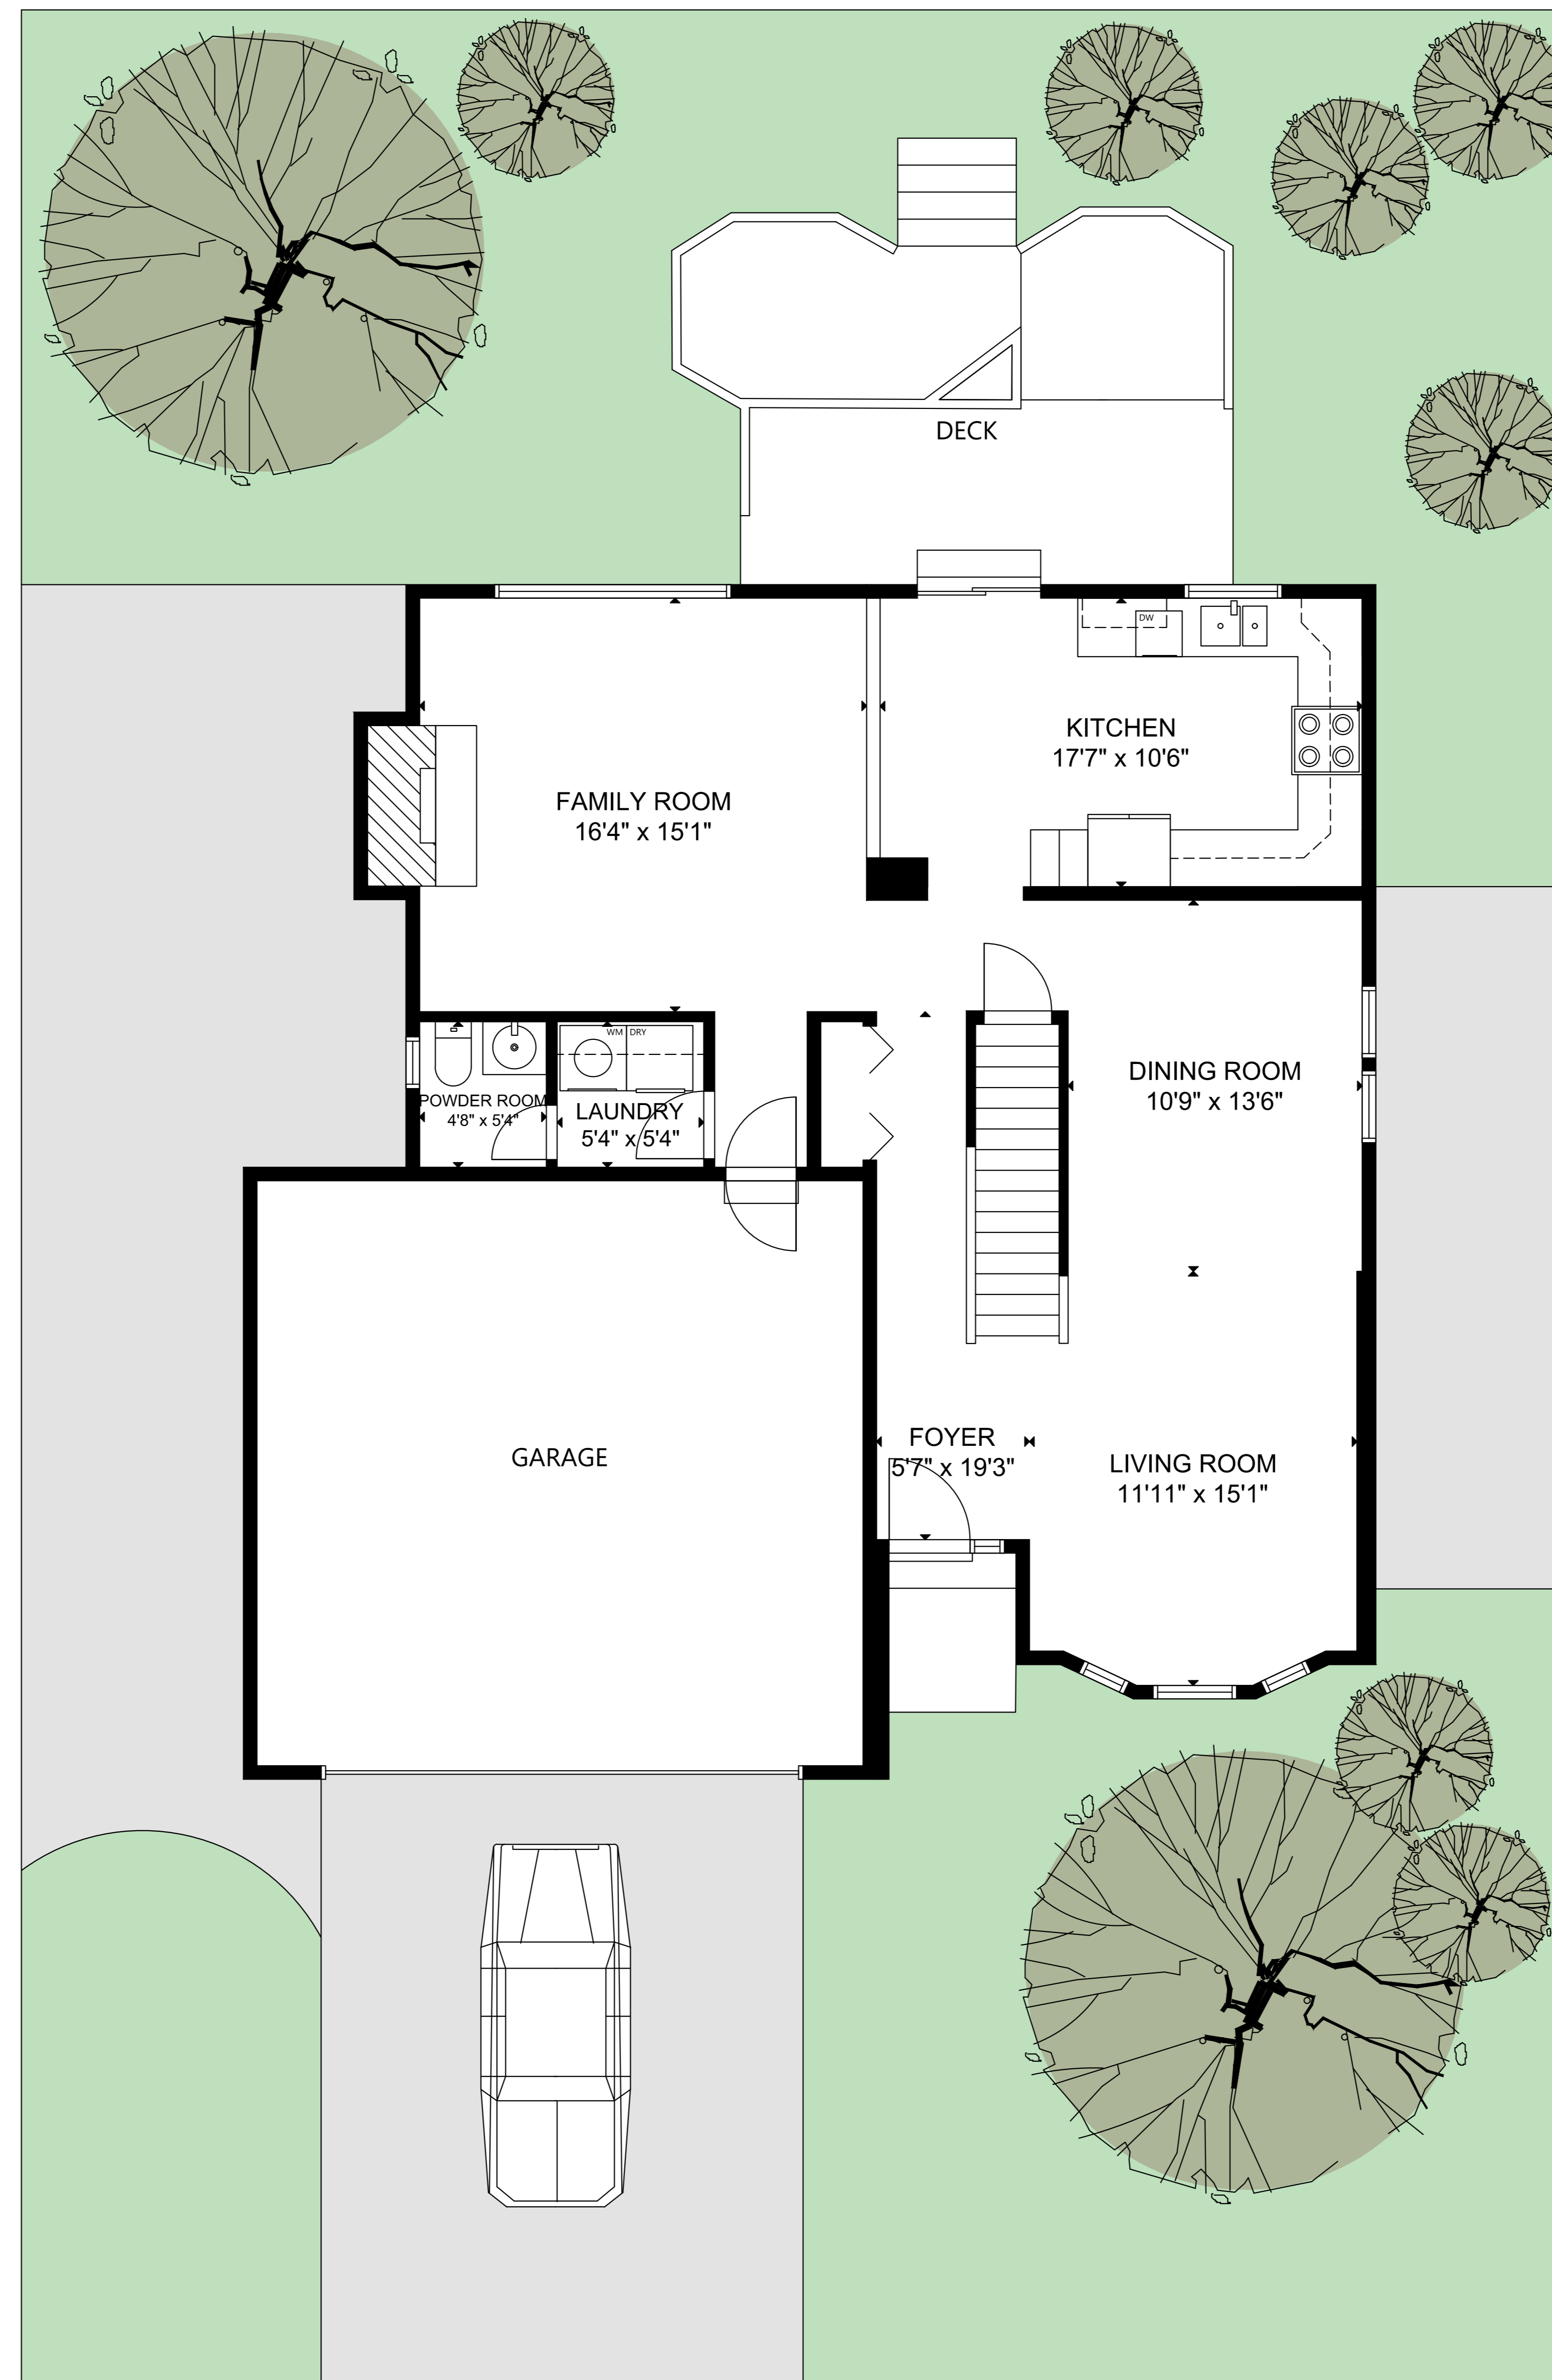 DECK
DW
KITCHEN
17'7" x 10'6"
FAMILY ROOM
16'4" x 15'1"
WM
DRY
POWDER ROOM
4'8" x 5'4"
LAUNDRY
5'4" x 5'4"
DINING ROOM
10'9" x 13'6"
FOYER
5'7" x 19'3"
LIVING ROOM
11'11" x 15'1"
GARAGE